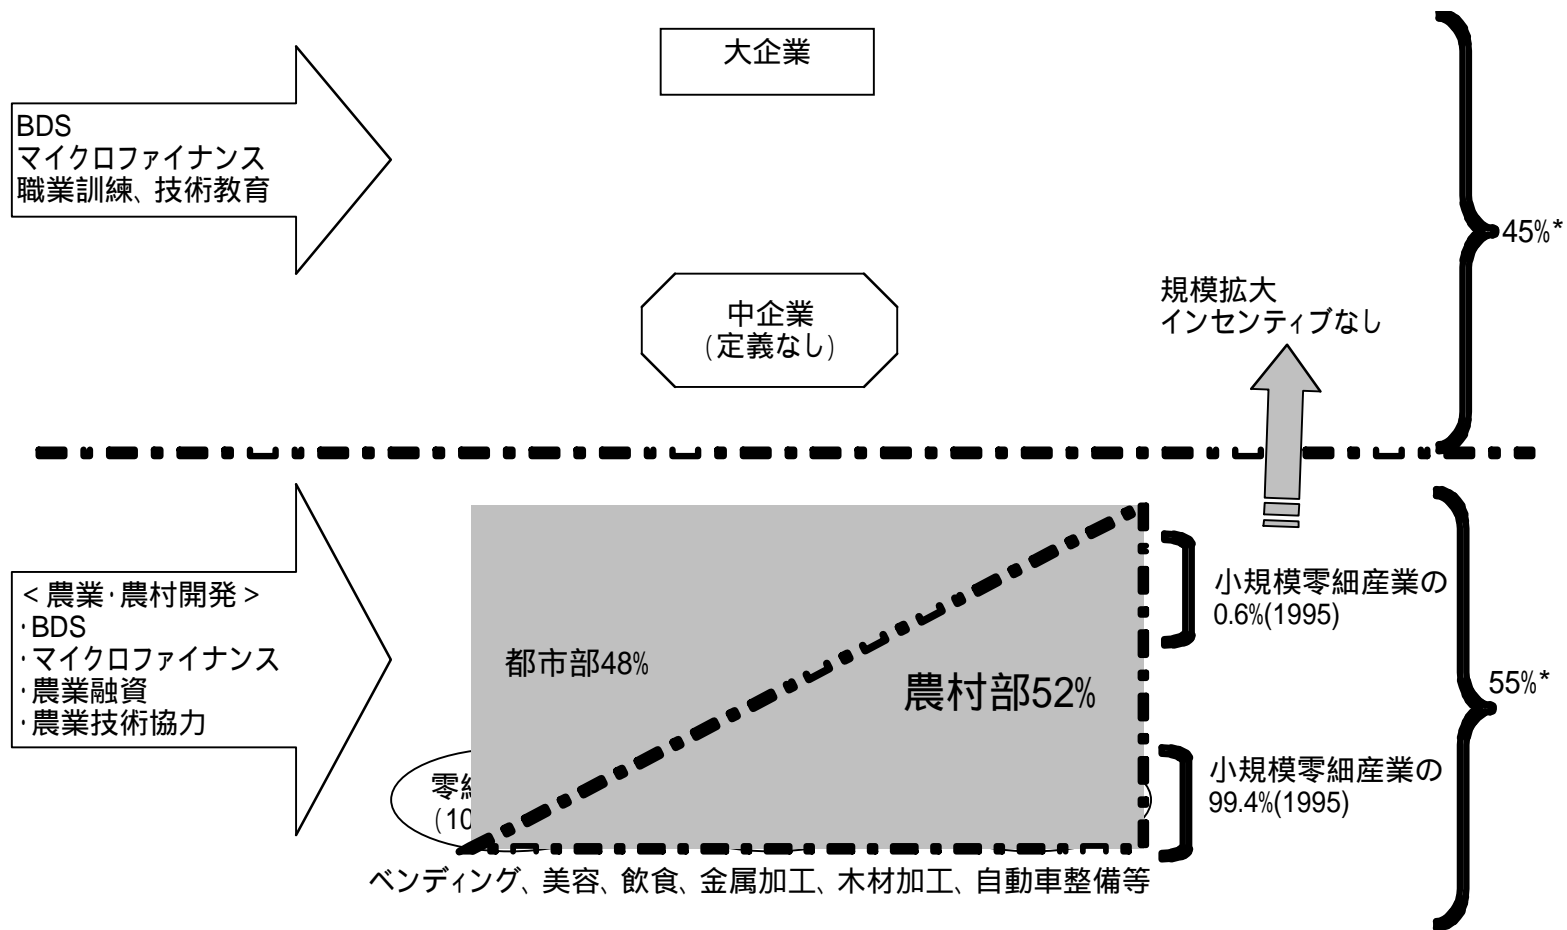 大企業
BDS
マイクロファイナンス
職業訓練、技術教育
45%*
規模拡大
インセンティブなし
中企業
(定義なし)
<農業·農村開発>
·BDS
·マイクロファイナンス
·農業融資
·農業技術協力
都市部48%
農村部52%
小規模零細産業の
0.6%(1995)
55%*
小規模零細産業の
99.4%(1995)
零細
(10
ベンディング、美容、飲食、金属加工、木材加工、自動車整備等